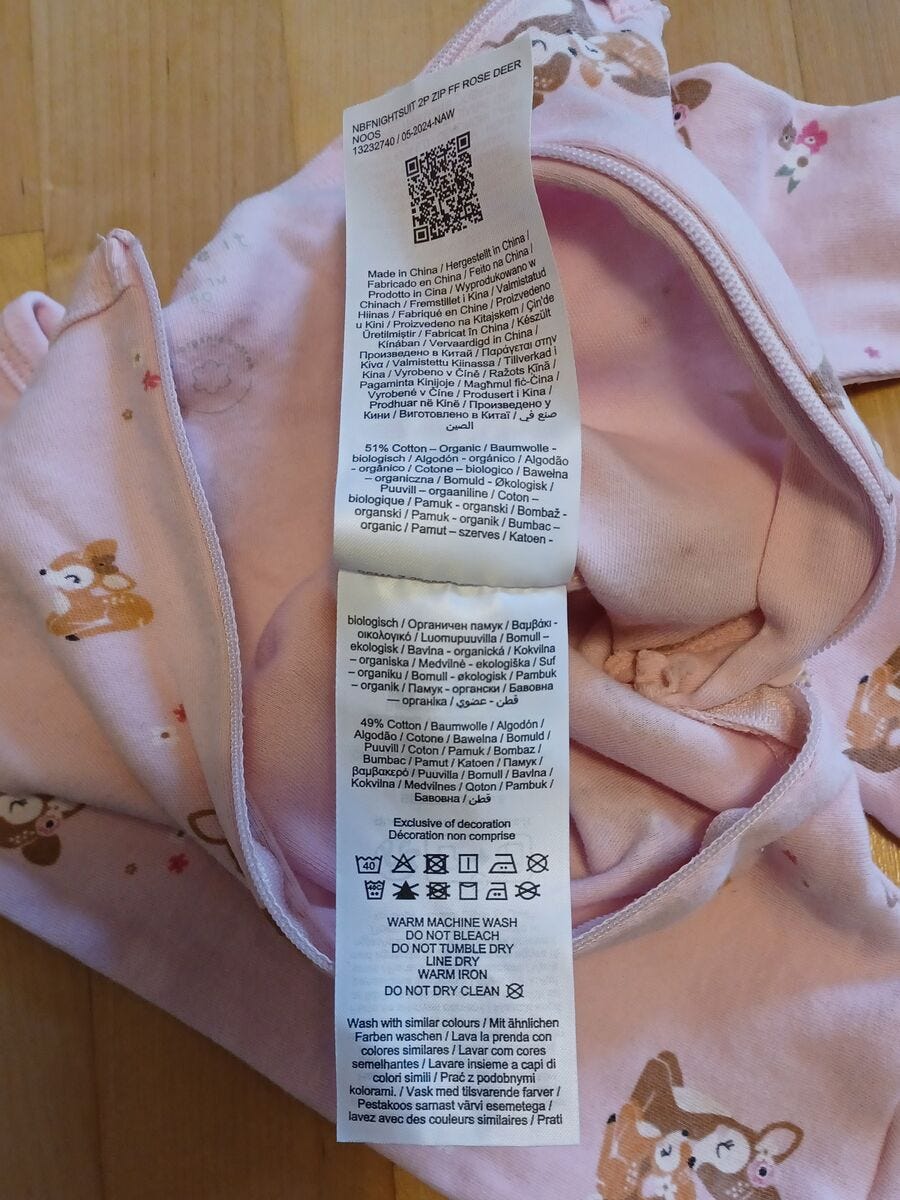 NBFNIGHTSUIT 2P ZIP FF ROSE DEER
NOOS
13232740 / 05-2024-NAW
Made in China / Hergestellt in China /
Fabricado en China / Feito na China /
Prodotto in Cina / Wyprodukowano w
Chinach / Fremstillet i Kina / Valmistatud
Hiinas / Fabriqué en Chine / Proizvedeno
u Kini / Proizvedeno na Kitajskem / Çin'de
Üretilmiştir / Fabricat în China / Készült
Kínában / Vervaardigd in China /
Произведено в Китай / Παράγεται στην
Κίνα / Valmistettu Kiinassa / Tillverkad i
Kina / Vyrobeno v Číně / Ražots Ķīnā /
Pagaminta Kinijoje / Magħmul fiċ-Ċina /
Vyrobené v Číne / Produsert i Kina /
Prodhuar në Kinë / Произведено у
Кини / Виготовлено в Китаї / صنع في
الصين
51% Cotton – Organic / Baumwolle -
biologisch / Algodón - orgánico / Algodão
- orgânico / Cotone – biologico / Bawełna
– organiczna / Bomuld - Økologisk /
Puuvill – orgaaniline / Coton –
biologique / Pamuk - organski / Bombaž -
organski / Pamuk - organik / Bumbac –
organic / Pamut – szerves / Katoen -
biologisch / Органичен памук / Βαμβάκι -
οικολογικό / Luomupuuvilla / Bomull –
ekologisk / Bavlna - organická / Kokvilna
– organiska / Medvilnė - ekologiška / Suf
– organiku / Bomull - økologisk / Pambuk
– organik / Памук - органски / Бавовна
— органіка / قطن - عضوي
49% Cotton / Baumwolle / Algodón /
Algodão / Cotone / Bawełna / Bomuld /
Puuvill / Coton / Pamuk / Bombaz /
Bumbac / Pamut / Katoen / Памук /
βαμβακερό / Puuvilla / Bomull / Bavlna /
Kokvilna / Medvilnes / Qoton / Pambuk /
Бавовна / قطن
Exclusive of decoration
Décoration non comprise
40
40°C
WARM MACHINE WASH
DO NOT BLEACH
DO NOT TUMBLE DRY
LINE DRY
WARM IRON
DO NOT DRY CLEAN
Wash with similar colours / Mit ähnlichen
Farben waschen / Lava la prenda con
colores similares / Lavar com cores
semelhantes / Lavare insieme a capi di
colori simili / Prać z podobnymi
kolorami. / Vask med tilsvarende farver /
Pestakoos samast värvi esemetega /
lavez avec des couleurs similaires / Prati